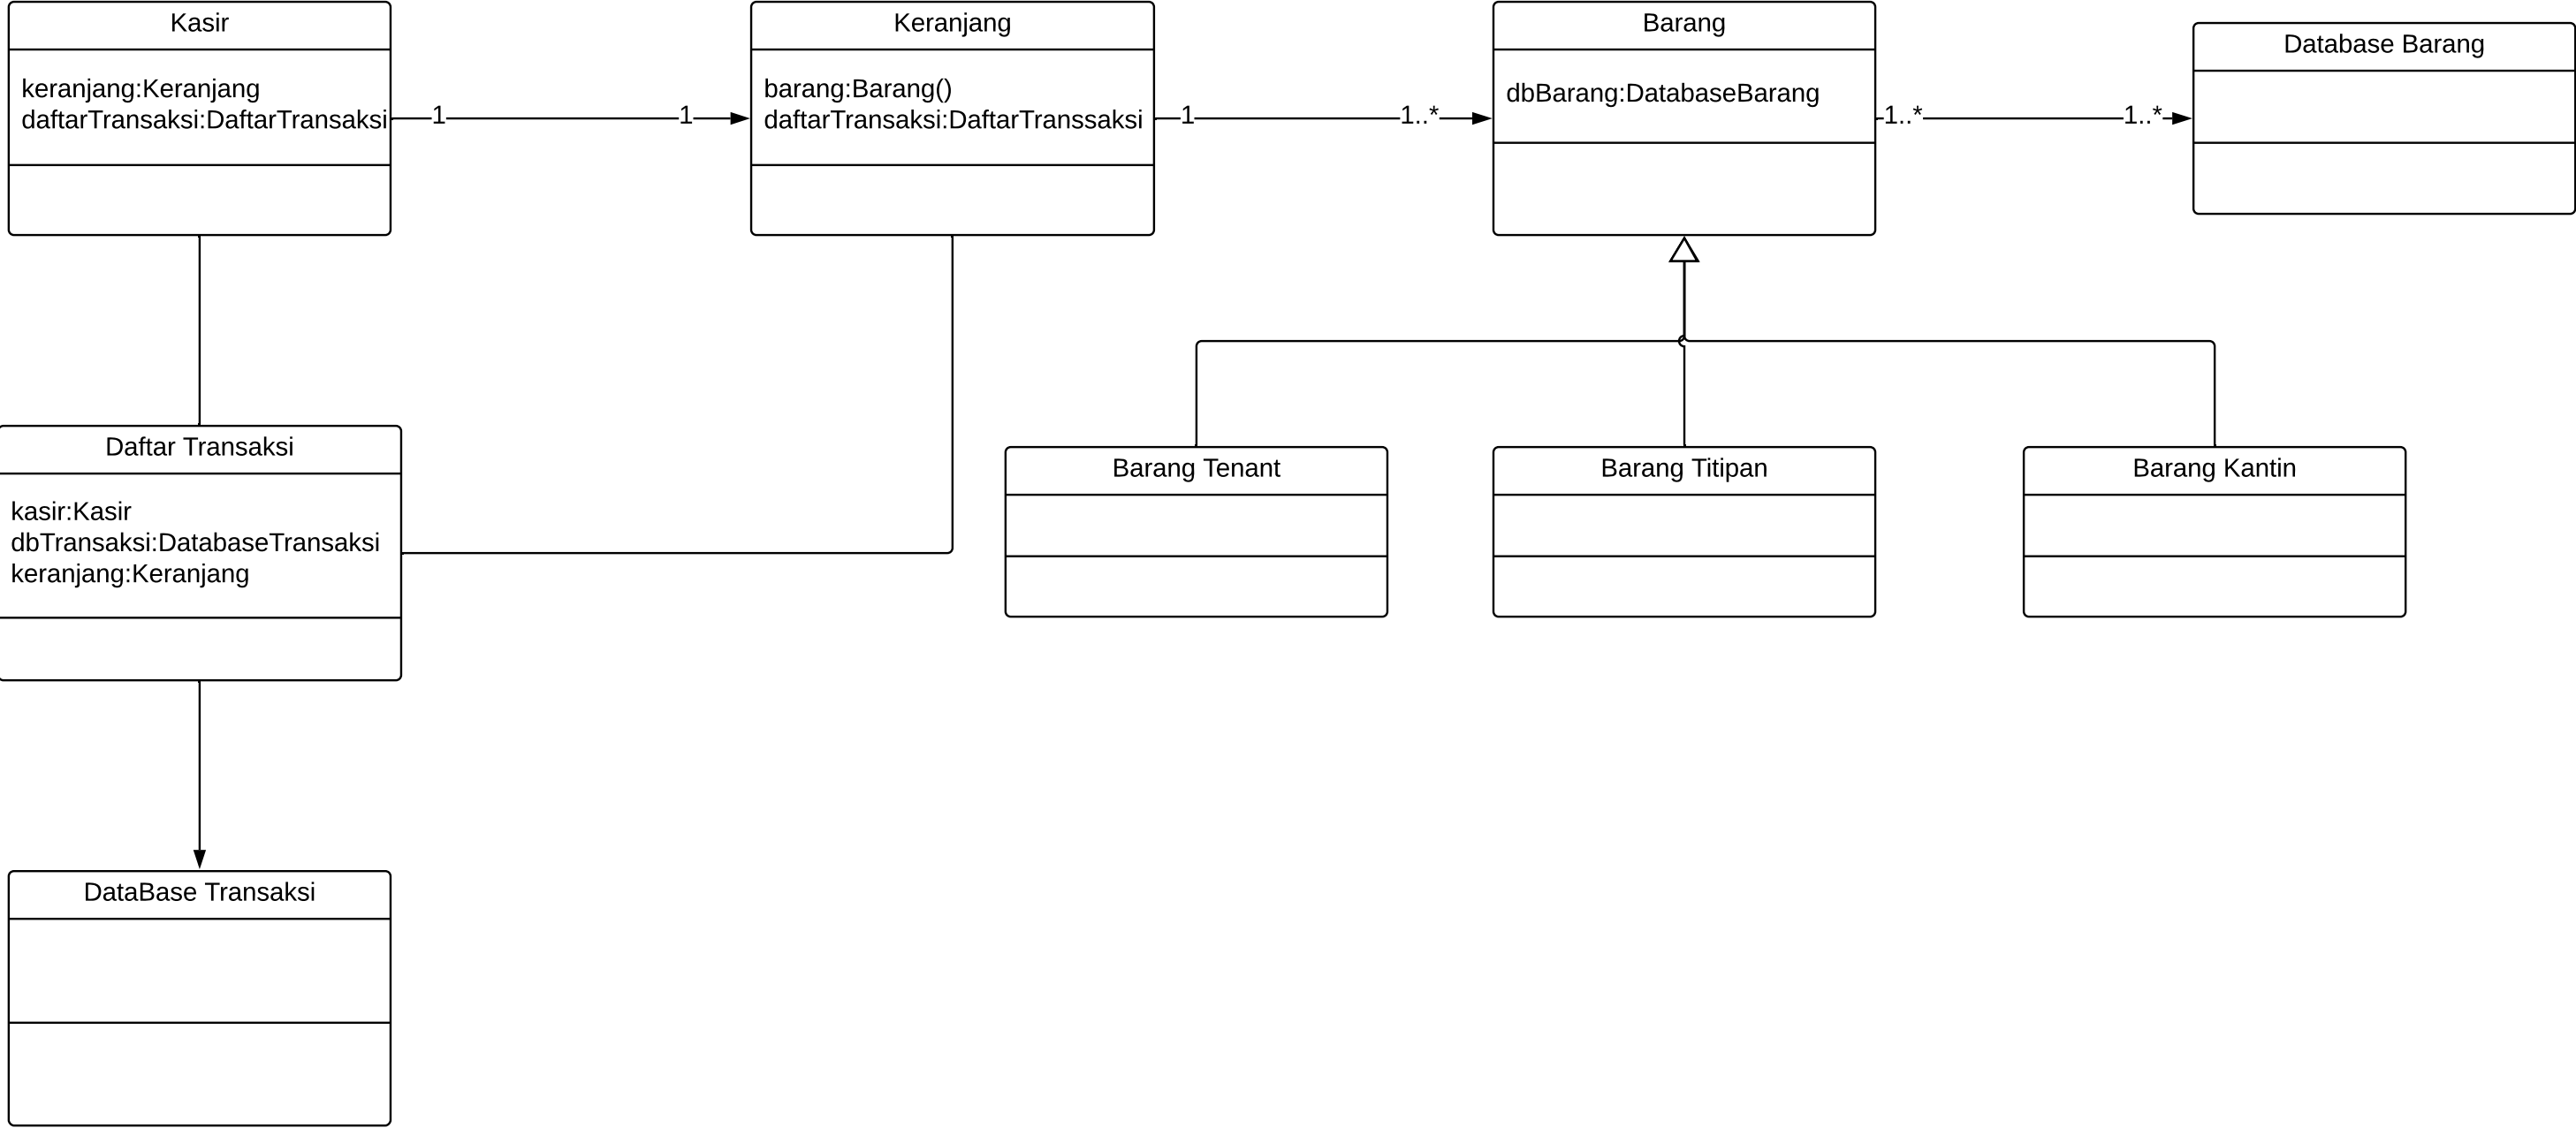 Kasir
keranjang:Keranjang
daftarTransaksi:DaftarTransaksi
1
1
Keranjang
barang:Barang()
daftarTransaksi:DaftarTranssaksi
1
1..*
Barang
dbBarang:DatabaseBarang
1..*
1..*
Database Barang
Daftar Transaksi
kasir:Kasir
dbTransaksi:DatabaseTransaksi
keranjang:Keranjang
Barang Tenant
Barang Titipan
Barang Kantin
DataBase Transaksi